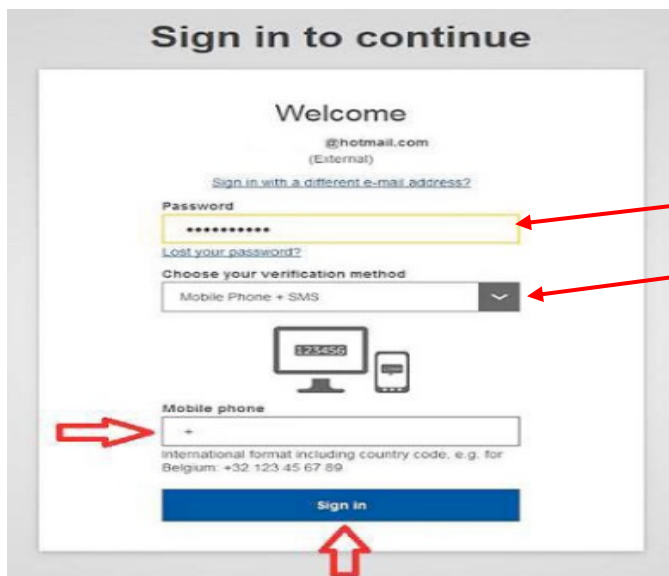 Sign in to continue
Welcome
@hotmail.com
(External)
Sign in with a different e-mail address?
Password
••••••••••
Lost your password?
Choose your verification method
Mobile Phone + SMS
123456
Mobile phone
+
International format including country code, e.g. for
Belgium: +32 123 45 67 89
Sign in